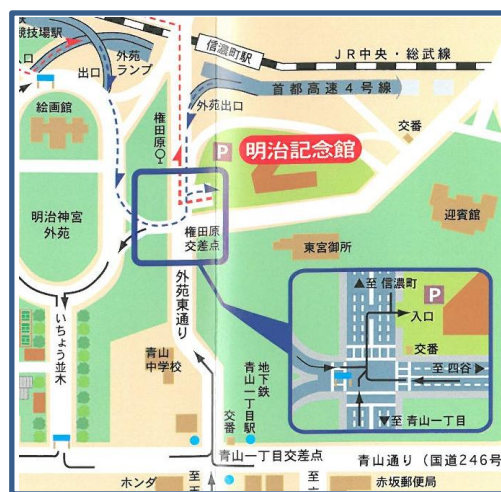 競技場駅
入口
外苑
ランプ
出口
信濃町駅
JR中央・総武線
首都高速4号線
外苑出口
絵画館
権田原
P
明治記念館
交番
明治神宮
外苑
権田原
交差点
迎賓館
東宮御所
外苑東通り
いちょう並木
▲至 信濃町
P
入口
交番
至 四谷▶
▼至 青山一丁目
青山
中学校
地下鉄
青山一丁目駅
交番
青山一丁目交差点
青山通り(国道246号
ホンダ
至
赤坂郵便局
至